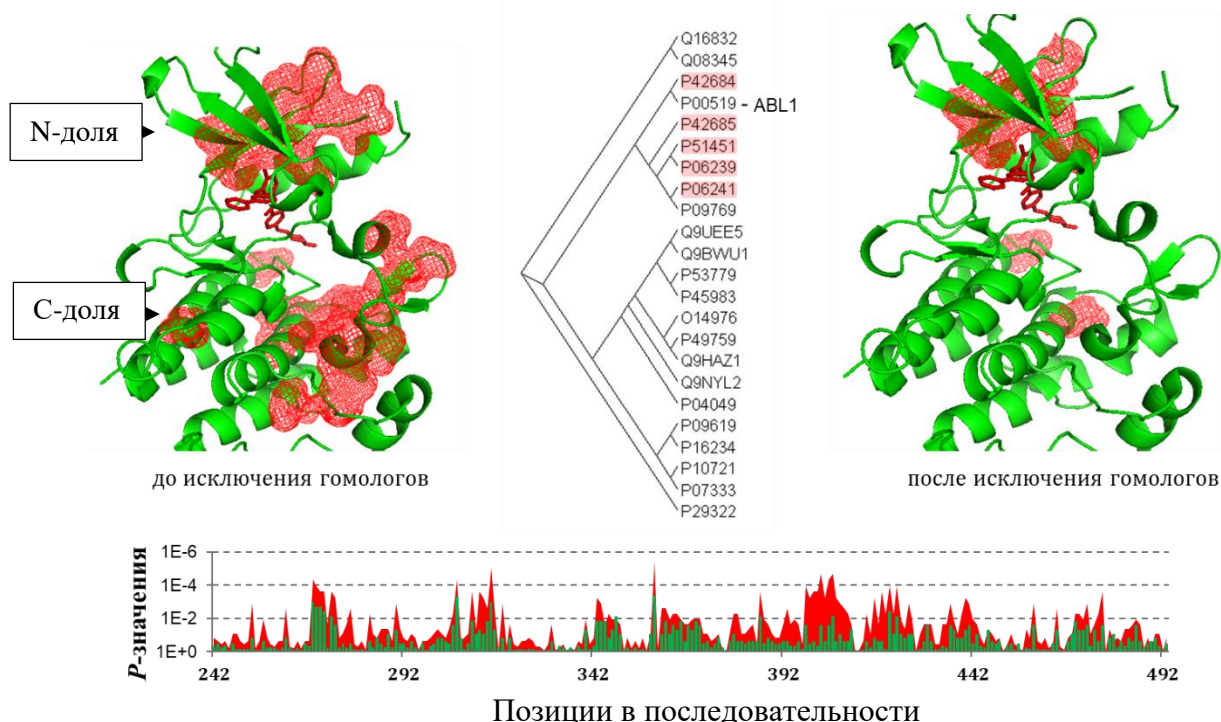 N-доля
C-доля
до исключения гомологов
Q16832
Q08345
P42684
P00519 - ABL1
P42685
P51451
P06239
P06241
P09769
Q9UEE5
Q9BWU1
P53779
P45983
O14976
P49759
Q9HAZ1
Q9NYL2
P04049
P09619
P16234
P10721
P07333
P29322
после исключения гомологов
P-значения
1E-6
1E-4
1E-2
1E+0
242 292 342 392 442 492
Позиции в последовательности